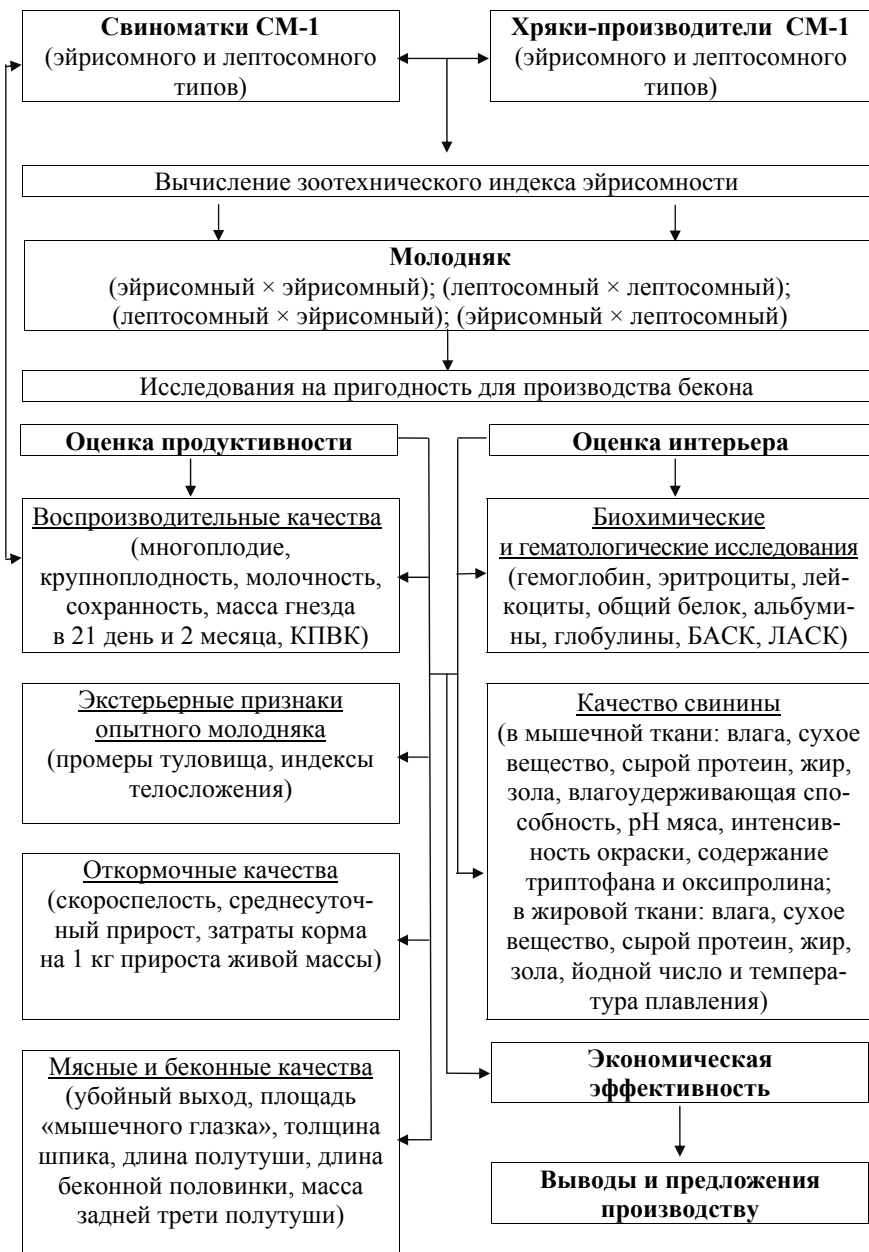 Свиноматки СМ-1
(эйрисомного и лептосомного
типов)
Хряки-производители СМ-1
(эйрисомного и лептосомного
типов)
Вычисление зоотехнического индекса эйрисомности
Молодняк
(эйрисомный × эйрисомный); (лептосомный × лептосомный);
(лептосомный × эйрисомный); (эйрисомный × лептосомный)
Исследования на пригодность для производства бекона
Оценка продуктивности
Воспроизводительные качества
(многоплодие,
крупноплодность, молочность,
сохранность, масса гнезда
в 21 день и 2 месяца, КПВК)
Экстерьерные признаки
опытного молодняка
(промеры туловища, индексы
телосложения)
Откормочные качества
(скороспелость, среднесуточ-
ный прирост, затраты корма
на 1 кг прироста живой массы)
Мясные и беконные качества
(убойный выход, площадь
«мышечного глазка», толщина
шпика, длина полутуши, длина
беконной половинки, масса
задней трети полутуши)
Оценка интерьера
Биохимические
и гематологические исследования
(гемоглобин, эритроциты, лей-
коциты, общий белок, альбуми-
ны, глобулины, БАСК, ЛАСК)
Качество свинины
(в мышечной ткани: влага, сухое
вещество, сырой протеин, жир,
зола, влагоудерживающая спо-
собность, рН мяса, интенсив-
ность окраски, содержание
триптофана и оксипролина;
в жировой ткани: влага, сухое
вещество, сырой протеин, жир,
зола, йодной число и темпера-
тура плавления)
Экономическая
эффективность
Выводы и предложения
производству